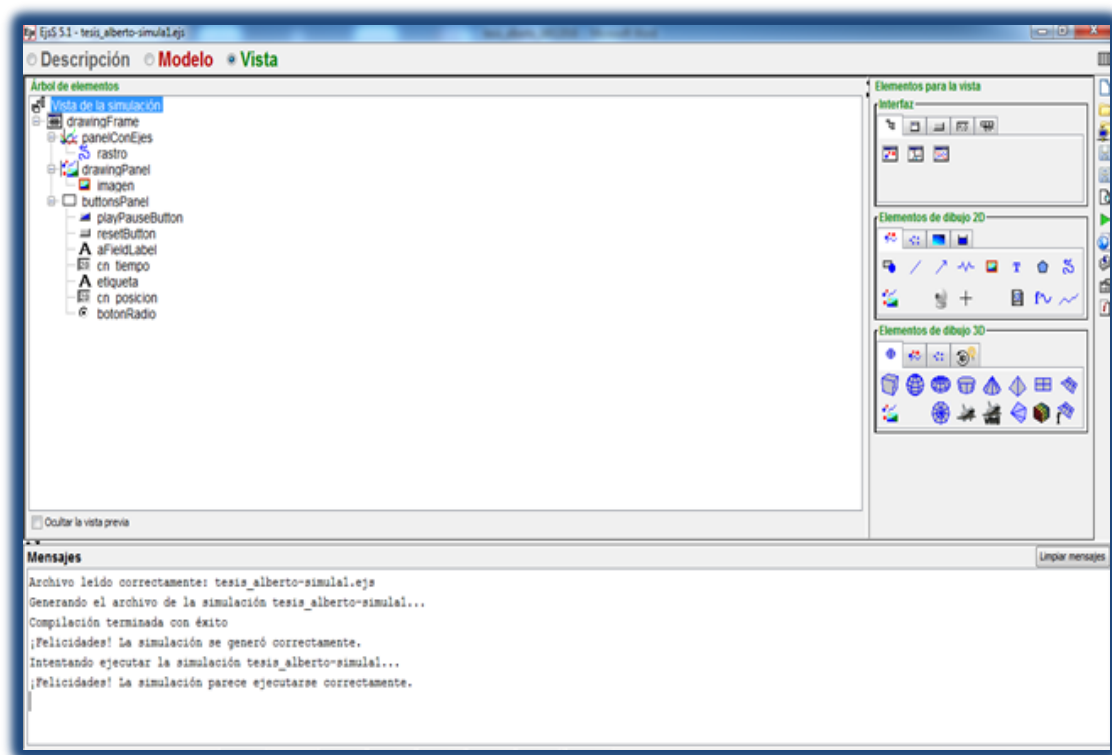 EjsS 5.1 - tesis_alberto-simula1.ejs
Descripción Modelo Vista
Árbol de elementos
Vista de la simulación
drawingFrame
panelConEjes
rastro
drawingPanel
imagen
buttonsPanel
playPauseButton
resetButton
A aFieldLabel
cn_tiempo
A etiqueta
cn_posicion
botonRadio
Ocultar la vista previa
Elementos para la vista
Interfaz
Elementos de dibujo 2D
Elementos de dibujo 3D
Mensajes
Limpiar mensajes
Archivo leído correctamente: tesis_alberto-simula1.ejs
Generando el archivo de la simulación tesis_alberto-simula1...
Compilación terminada con éxito
¡Felicidades! La simulación se generó correctamente.
Intentando ejecutar la simulación tesis_alberto-simula1...
¡Felicidades! La simulación parece ejecutarse correctamente.